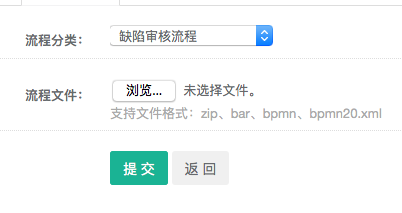 流程分类： 缺陷审核流程
流程文件： 浏览... 未选择文件。
支持文件格式：zip、bar、bpmn、bpmn20.xml
提 交 返 回